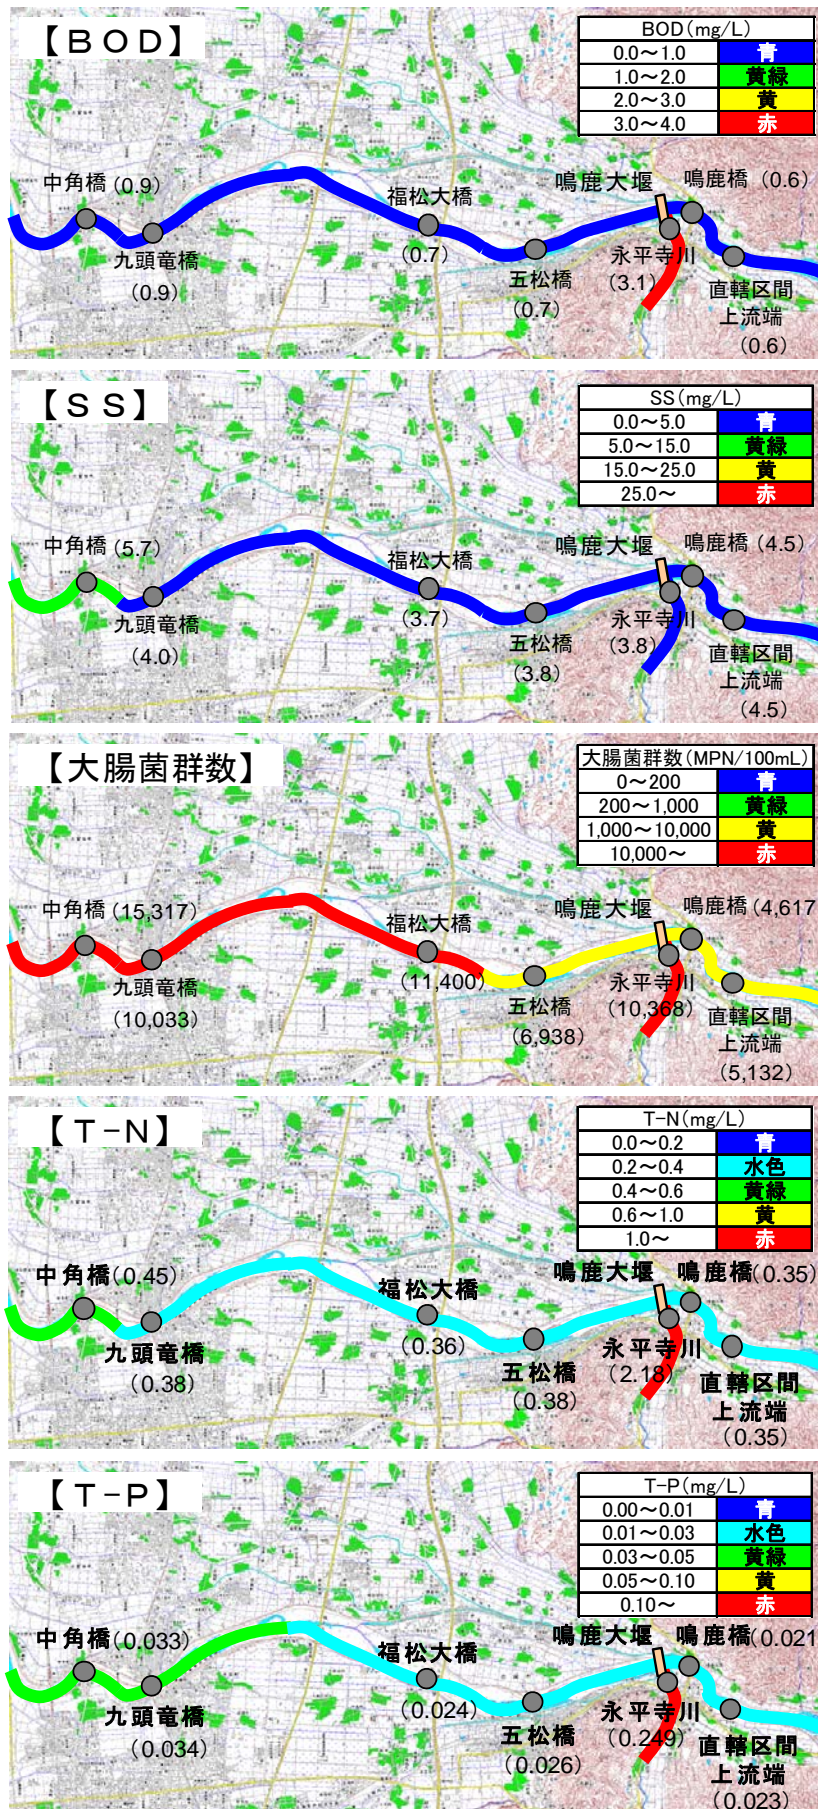 【BOD】
BOD(mg/L)
0.0～1.0 青
1.0～2.0 黄緑
2.0～3.0 黄
3.0～4.0 赤
中角橋(0.9)
九頭竜橋
(0.9)
福松大橋
(0.7)
五松橋
(0.7)
鳴鹿大堰
鳴鹿橋(0.6)
永平寺川
(3.1)
直轄区間
上流端
(0.6)
【SS】
SS(mg/L)
0.0～5.0 青
5.0～15.0 黄緑
15.0～25.0 黄
25.0～ 赤
中角橋(5.7)
九頭竜橋
(4.0)
福松大橋
(3.7)
五松橋
(3.8)
鳴鹿大堰
鳴鹿橋(4.5)
永平寺川
(3.8)
直轄区間
上流端
(4.5)
【大腸菌群数】
大腸菌群数(MPN/100mL)
0～200 青
200～1,000 黄緑
1,000～10,000 黄
10,000～ 赤
中角橋(15,317)
九頭竜橋
(10,033)
福松大橋
(11,400)
五松橋
(6,938)
鳴鹿大堰
鳴鹿橋(4,617
永平寺川
(10,368)
直轄区間
上流端
(5,132)
【T-N】
T-N(mg/L)
0.0～0.2 青
0.2～0.4 水色
0.4～0.6 黄緑
0.6～1.0 黄
1.0～ 赤
中角橋(0.45)
九頭竜橋
(0.38)
福松大橋
(0.36)
五松橋
(0.38)
鳴鹿大堰
鳴鹿橋(0.35)
永平寺川
(2.18)
直轄区間
上流端
(0.35)
【T-P】
T-P(mg/L)
0.00～0.01 青
0.01～0.03 水色
0.03～0.05 黄緑
0.05～0.10 黄
0.10～ 赤
中角橋(0.033)
九頭竜橋
(0.034)
福松大橋
(0.024)
五松橋
(0.026)
鳴鹿大堰
鳴鹿橋(0.021
永平寺川
(0.249)
直轄区間
上流端
(0.023)